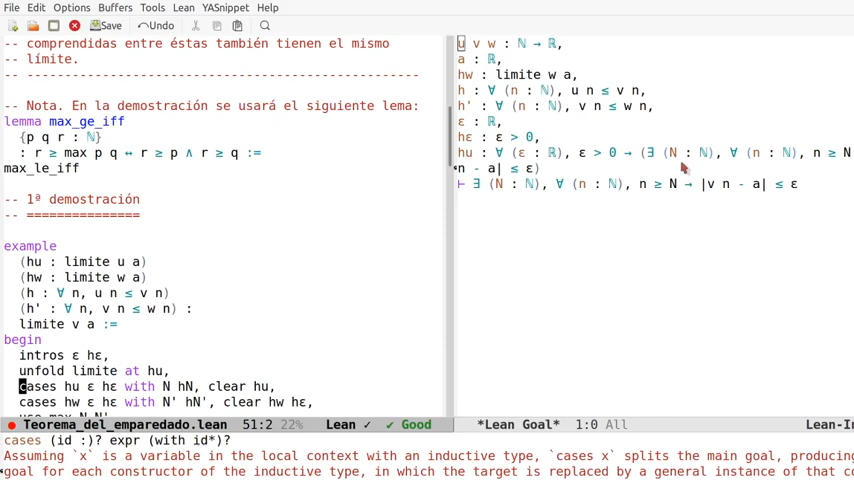 File Edit Options Buffers Tools Lean YASnippet Help
Save Undo
-- comprendidas entre éstas también tienen el mismo
-- límite.
-- ---------------------------------------------------
-- Nota. En la demostración se usará el siguiente lema:
lemma max_ge_iff
{p q r : ℕ}
: r ≥ max p q ↔ r ≥ p ∧ r ≥ q :=
max_le_iff
-- 1ª demostración
-- ===============
example
(hu : limite u a)
(hw : limite w a)
(h : ∀ n, u n ≤ v n)
(h' : ∀ n, v n ≤ w n) :
limite v a :=
begin
intros ε hε,
unfold limite at hu,
cases hu ε hε with N hN, clear hu,
cases hw ε hε with N' hN', clear hw hε,
use max N N'
u v w : ℕ → ℝ,
a : ℝ,
hw : limite w a,
h : ∀ (n : ℕ), u n ≤ v n,
h' : ∀ (n : ℕ), v n ≤ w n,
ε : ℝ,
hε : ε > 0,
hu : ∀ (ε : ℝ), ε > 0 → (∃ (N : ℕ), ∀ (n : ℕ), n ≥ N
n - a| ≤ ε)
⊢ ∃ (N : ℕ), ∀ (n : ℕ), n ≥ N → |v n - a| ≤ ε
Teorema_del_emparedado.lean 51:2 22% Lean ✓ ✓ Good
*Lean Goal* 1:0 All Lean-In
cases (id :)? expr (with id*)?
Assuming `x` is a variable in the local context with an inductive type, `cases x` splits the main goal, producing
goal for each constructor of the inductive type, in which the target is replaced by a general instance of that co